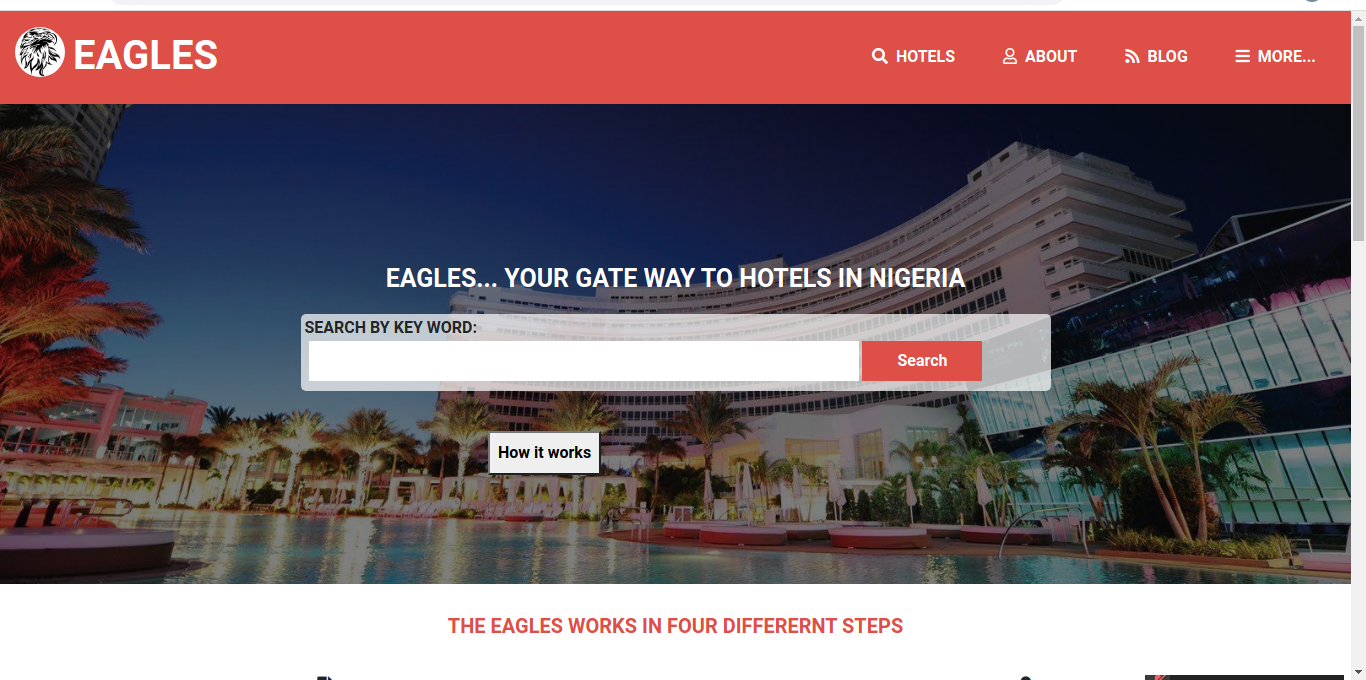 EAGLES
HOTELS
ABOUT
BLOG
MORE...
EAGLES... YOUR GATE WAY TO HOTELS IN NIGERIA
SEARCH BY KEY WORD:
Search
How it works
THE EAGLES WORKS IN FOUR DIFFERERNT STEPS